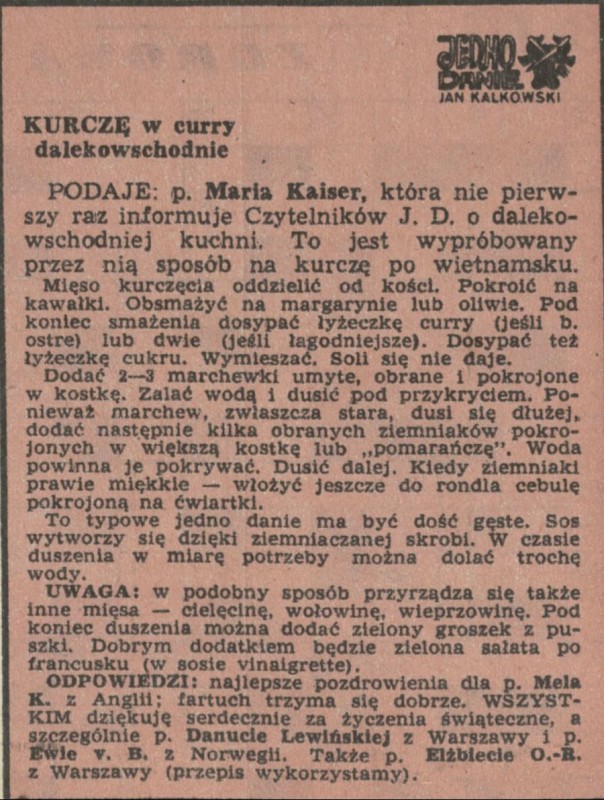 JEDNO
DANIE
JAN KALKOWSKI
KURCZĘ w curry
dalekowschodnie
PODAJE: p. Maria Kaiser, która nie pierw-
szy raz informuje Czytelników J. D. o daleko-
wschodniej kuchni. To jest wypróbowany
przez nią sposób na kurczę po wietnamsku.
Mięso kurczęcia oddzielić od kości. Pokroić na
kawałki. Obsmażyć na margarynie lub oliwie. Pod
koniec smażenia dosypać łyżeczkę curry (jeśli b.
ostre) lub dwie (jeśli łagodniejsze). Dosypać też
łyżeczkę cukru. Wymieszać. Soli się nie daje.
Dodać 2—3 marchewki umyte, obrane i pokrojone
w kostkę. Zalać wodą i dusić pod przykryciem. Po-
nieważ marchew, zwłaszcza stara, dusi się dłużej,
dodać następnie kilka obranych ziemniaków pokro-
jonych w większą kostkę lub „pomarańczę”. Woda
powinna je pokrywać. Dusić dalej. Kiedy ziemniaki
prawie miękkie — włożyć jeszcze do rondla cebulę
pokrojoną na ćwiartki.
To typowe jedno danie ma być dość gęste. Sos
wytworzy się dzięki ziemniaczanej skrobi. W czasie
duszenia w miarę potrzeby można dolać trochę
wody.
UWAGA: w podobny sposób przyrządza się także
inne mięsa — cielęcinę, wołowinę, wieprzowinę. Pod
koniec duszenia można dodać zielony groszek z pu-
szki. Dobrym dodatkiem będzie zielona sałata po
francusku (w sosie vinaigrette).
ODPOWIEDZI: najlepsze pozdrowienia dla p. Mela
K. z Anglii; fartuch trzyma się dobrze. WSZYST-
KIM dziękuję serdecznie za życzenia świąteczne, a
szczególnie p. Danucie Lewińskiej z Warszawy i p.
Ewie v. B. z Norwegii. Także p. Elżbiecie O.-R.
z Warszawy (przepis wykorzystamy).